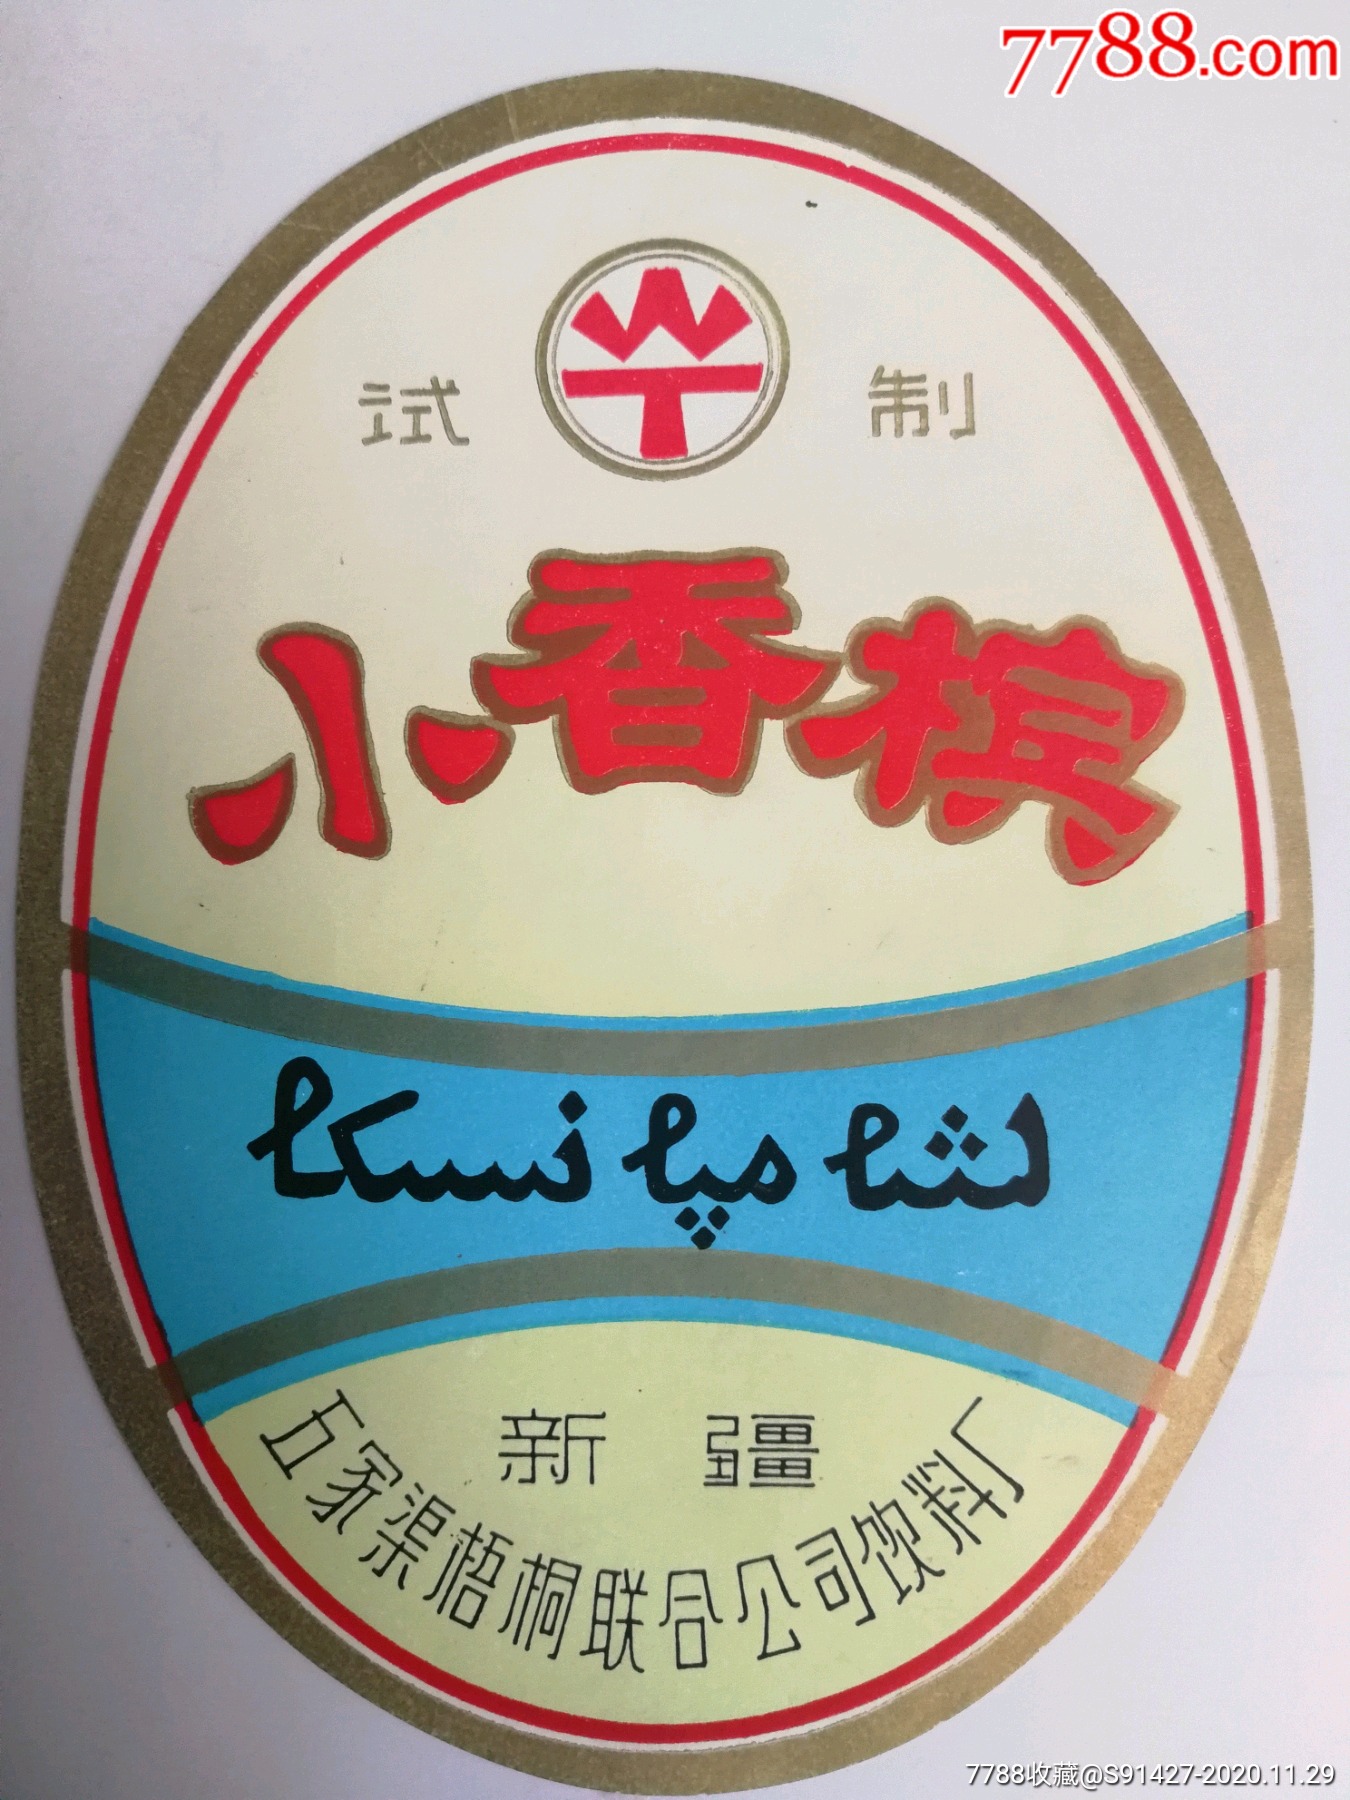 7788.com
试 制
小香槟
شامپانسكا
新 疆
五家渠梧桐联合公司饮料厂
7788收藏@S91427-2020.11.29